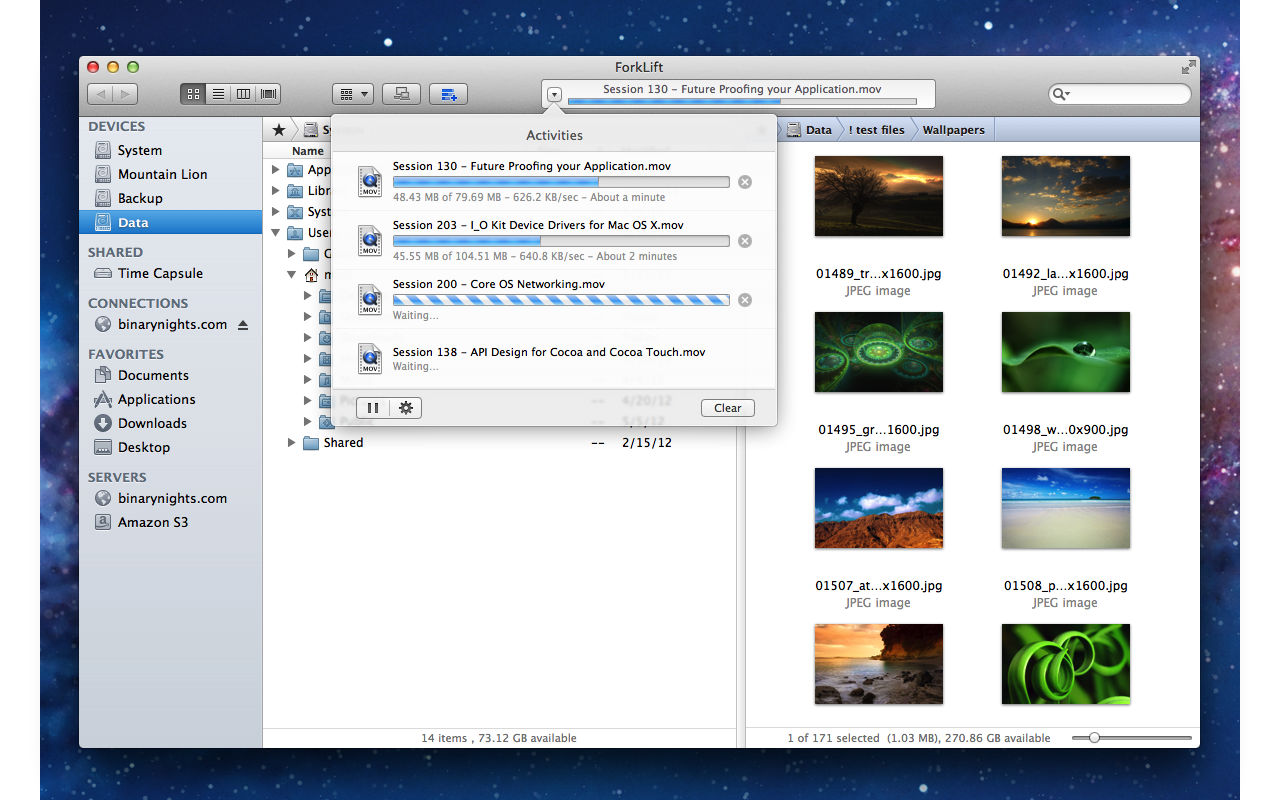 ForkLift
Session 130 – Future Proofing your Application.mov
DEVICES
System
Mountain Lion
Backup
Data
SHARED
Time Capsule
CONNECTIONS
binarynights.com
FAVORITES
Documents
Applications
Downloads
Desktop
SERVERS
binarynights.com
Amazon S3
Name
Activities
Session 130 – Future Proofing your Application.mov
MOV
48.43 MB of 79.69 MB – 626.2 KB/sec – About a minute
Session 203 – I_O Kit Device Drivers for Mac OS X.mov
MOV
45.55 MB of 104.51 MB – 640.8 KB/sec – About 2 minutes
Session 200 – Core OS Networking.mov
MOV
Waiting...
Session 138 – API Design for Cocoa and Cocoa Touch.mov
MOV
Waiting...
Clear
-- 4/20/12
Public -- 5/5/12
Shared -- 2/15/12
14 items , 73.12 GB available
Data ! test files Wallpapers
01489_tr...x1600.jpg
JPEG image
01492_la...x1600.jpg
JPEG image
01495_gr...1600.jpg
JPEG image
01498_w...0x900.jpg
JPEG image
01507_at...x1600.jpg
JPEG image
01508_p...x1600.jpg
JPEG image
1 of 171 selected (1.03 MB), 270.86 GB available